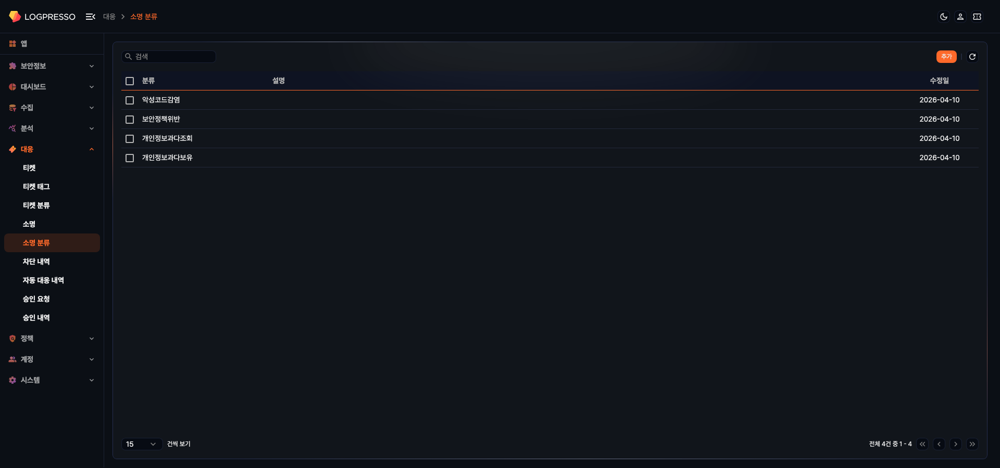 LOGPRESSO
대응
소명 분류
앱
보안정보
대시보드
수집
분석
대응
티켓
티켓 태그
티켓 분류
소명
소명 분류
차단 내역
자동 대응 내역
승인 요청
승인 내역
정책
계정
시스템
검색
추가
분류 설명 수정일
악성코드감염 2026-04-10
보안정책위반 2026-04-10
개인정보과다조회 2026-04-10
개인정보과다보유 2026-04-10
15 건씩 보기
전체 4건 중 1 - 4